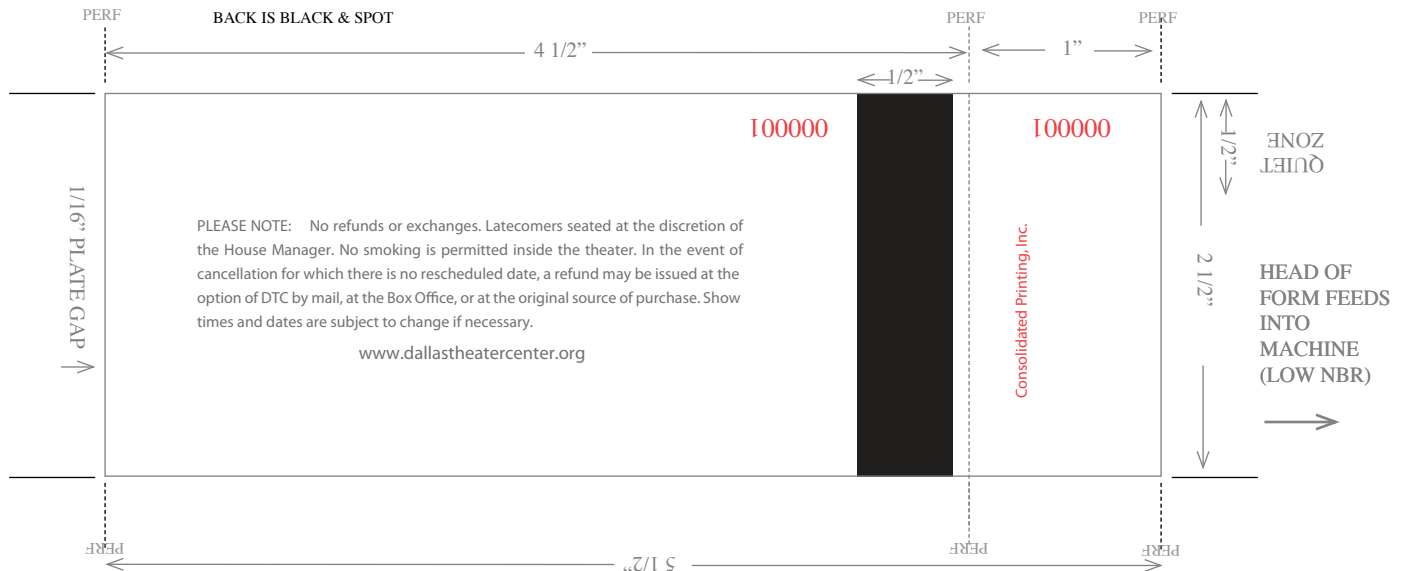 PERF
BACK IS BLACK & SPOT
PERF
PERF
4 1/2”
1”
1/2”
000001
000001
1/2”
QUIET
ZONE
1/16” PLATE GAP
PLEASE NOTE: No refunds or exchanges. Latecomers seated at the discretion of
the House Manager. No smoking is permitted inside the theater. In the event of
cancellation for which there is no rescheduled date, a refund may be issued at the
option of DTC by mail, at the Box Office, or at the original source of purchase. Show
times and dates are subject to change if necessary.
www.dallastheatercenter.org
Consolidated Printing, Inc.
2 1/2”
HEAD OF
FORM FEEDS
INTO
MACHINE
(LOW NBR)
PERF
PERF
PERF
5 1/2”